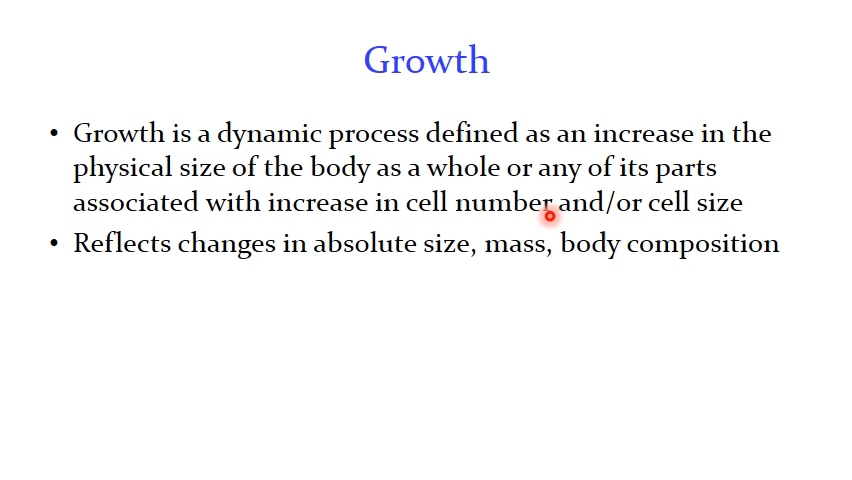 Growth
• Growth is a dynamic process defined as an increase in the
physical size of the body as a whole or any of its parts
associated with increase in cell number and/or cell size
• Reflects changes in absolute size, mass, body composition